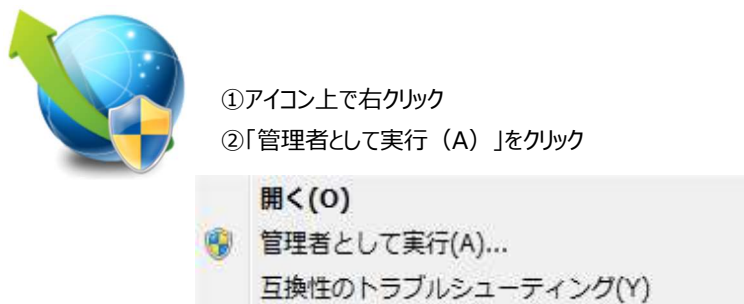 ①アイコン上で右クリック
②「管理者として実行（A）」をクリック
開く(O)
管理者として実行(A)...
互換性のトラブルシューティング(Y)